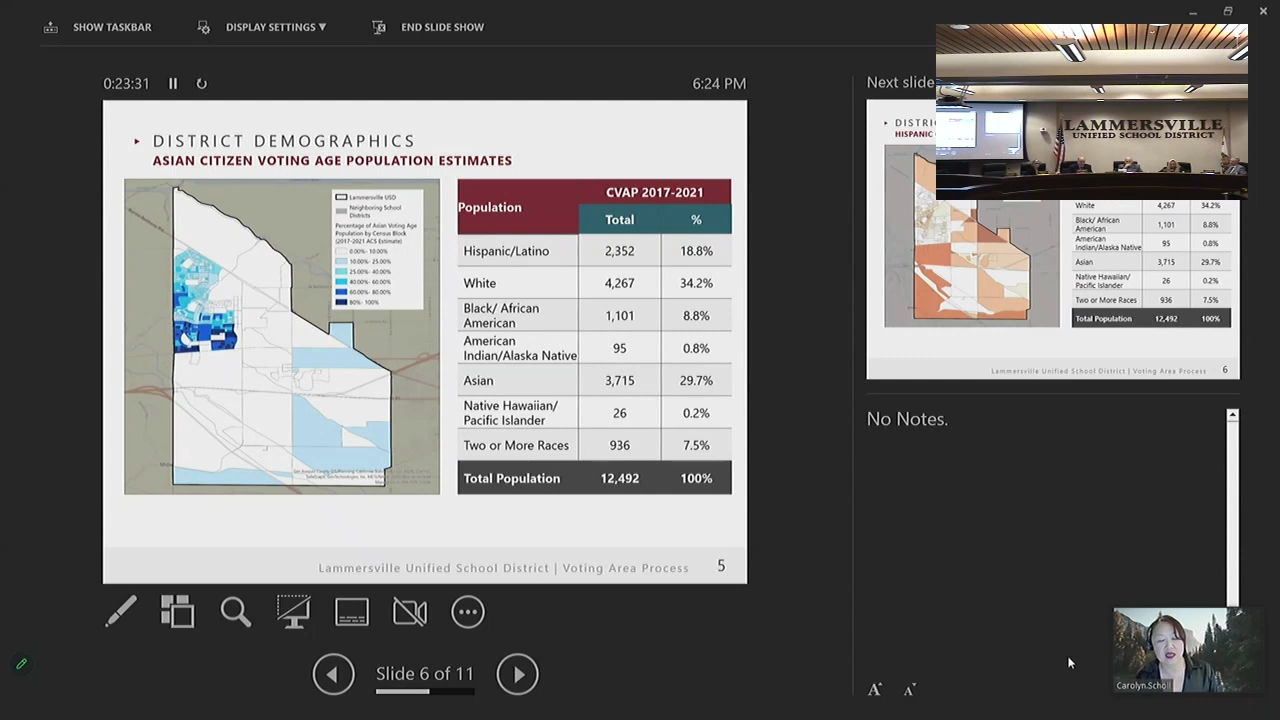 SHOW TASKBAR
DISPLAY SETTINGS ▼
END SLIDE SHOW
0:23:31
6:24 PM
DISTRICT DEMOGRAPHICS
ASIAN CITIZEN VOTING AGE POPULATION ESTIMATES
Lammersville USD
Neighboring School
Districts
Percentage of Asian Voting Age
Population by Census Block
(2017-2021 ACS Estimate)
0.00%- 10.00%
10.00%- 25.00%
25.00%- 40.00%
40.00%- 60.00%
60.00%- 80.00%
80%- 100%
Population
CVAP 2017-2021
Total
%
Hispanic/Latino
2,352
18.8%
White
4,267
34.2%
Black/ African
American
1,101
8.8%
American
Indian/Alaska Native
95
0.8%
Asian
3,715
29.7%
Native Hawaiian/
Pacific Islander
26
0.2%
Two or More Races
936
7.5%
Total Population
12,492
100%
Lammersville Unified School District | Voting Area Process
5
Slide 6 of 11
Next slide
LAMMERSVILLE
UNIFIED SCHOOL DISTRICT
White
4,267
34.2%
Black/ African
American
1,101
8.8%
American
Indian/Alaska Native
95
0.8%
Asian
3,715
29.7%
Native Hawaiian/
Pacific Islander
26
0.2%
Two or More Races
936
7.5%
Total Population
12,492
100%
Lammersville Unified School District | Voting Area Process
6
No Notes.
A
A
Carolyn.Scholl